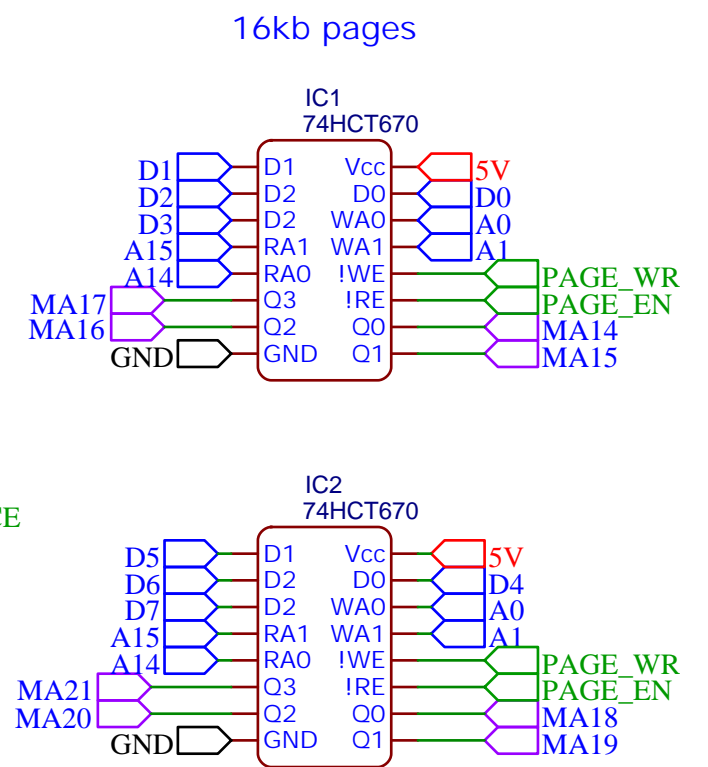 16kb pages
IC1
74HCT670
D1 D1 Vcc 5V
D2 D2 D0 D0
D3 D2 WA0 A0
A15 RA1 WA1 A1
A14 RA0 !WE PAGE_WR
MA17 Q3 !RE PAGE_EN
MA16 Q2 Q0 MA14
GND GND Q1 MA15
IC2
74HCT670
CE
D5 D1 Vcc 5V
D6 D2 D0 D4
D7 D2 WA0 A0
A15 RA1 WA1 A1
A14 RA0 !WE PAGE_WR
MA21 Q3 !RE PAGE_EN
MA20 Q2 Q0 MA18
GND GND Q1 MA19